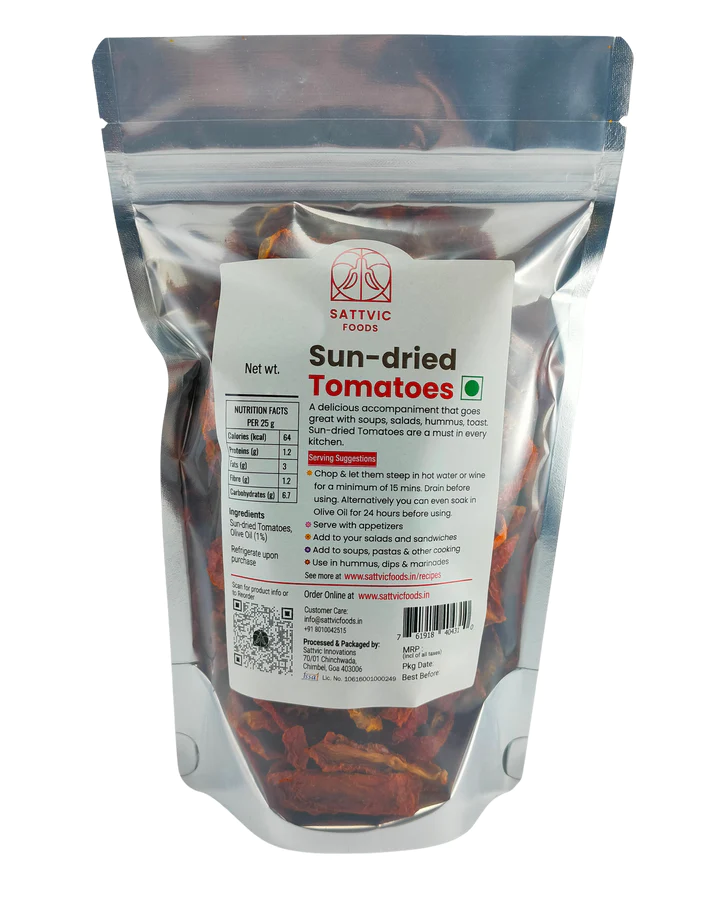 SATTVIC
FOODS
Net wt.
Sun-dried
Tomatoes
A delicious accompaniment that goes
great with soups, salads, hummus, toast.
Sun-dried Tomatoes are a must in every
kitchen.
Serving Suggestions
Chop & let them steep in hot water or wine
for a minimum of 15 mins. Drain before
using. Alternatively you can even soak in
Olive Oil for 24 hours before using.
Serve with appetizers
Add to your salads and sandwiches
Add to soups, pastas & other cooking
Use in hummus, dips & marinades
See more at www.sattvicfoods.in/recipes
NUTRITION FACTS
PER 25 g
Calories (kcal) 64
Proteins (g) 1.2
Fats (g) 3
Fibre (g) 1.2
Carbohydrates (g) 6.7
Ingredients
Sun-dried Tomatoes,
Olive Oil (1%)
Refrigerate upon
purchase
Scan for product info or
to Reorder
Order Online at www.sattvicfoods.in
Customer Care:
info@sattvicfoods.in
+91 8010042515
Processed & Packaged by:
Sattvic Innovations
70/01 Chinchwada,
Chimbel, Goa 403006
fssai Lic. No. 10616001000249
7 61918 40431 0
MRP
(incl of all taxes)
Pkg Date:
Best Before: